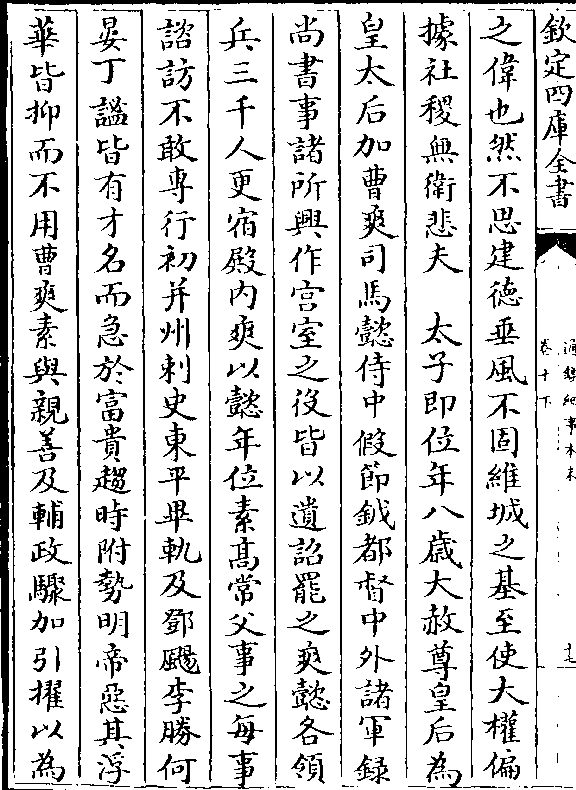 欽定四庫全書
通鑑紀事本末
卷十下
十七
之偉也然不思建德垂風不固維城之基至使大權偏
據社稷無衛悲夫　太子即位年八歲大赦尊皇后為
皇太后加曹爽司馬懿侍中假節鉞都督中外諸軍錄
尚書事諸所興作宮室之役皆以遺詔罷之爽懿各領
兵三千人更宿殿内爽以懿年位素髙常父事之每事
諮訪不敢專行初并州刺史東平畢軌及鄧颺李勝何
晏丁謐皆有才名而急於富貴趨時附勢明帝惡其浮
華皆抑而不用曹爽素與親善及輔政驟加引擢以為